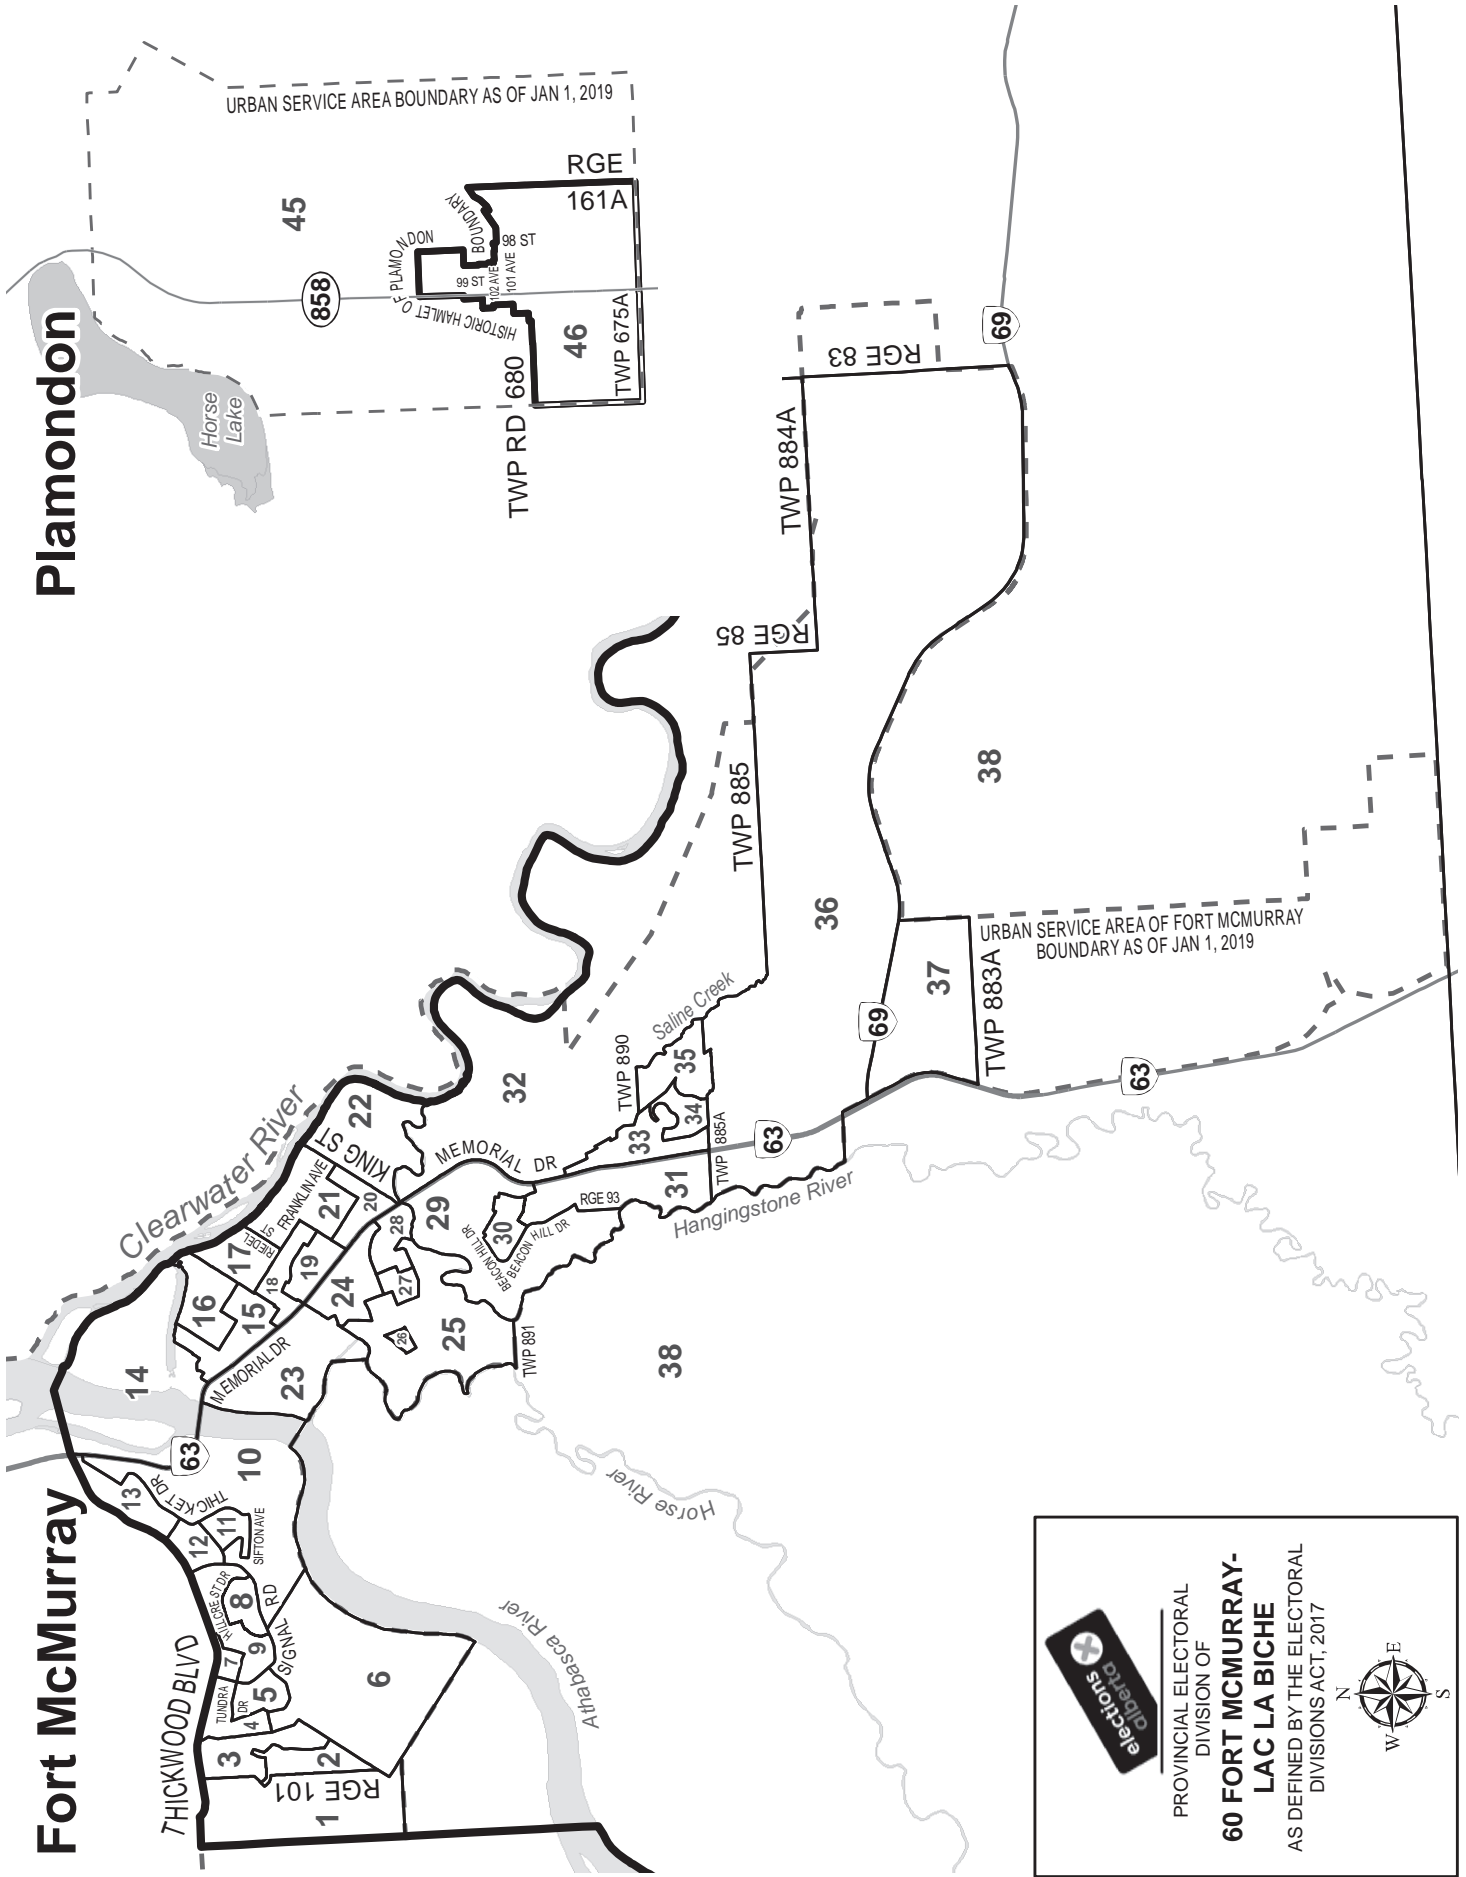 Fort McMurray
Plamondon
URBAN SERVICE AREA BOUNDARY AS OF JAN 1, 2019
45
858
Horse
Lake
HISTORIC HAMLET OF PLAMONDON BOUNDARY
99 ST
98 ST
102 AVE
101 AVE
RGE
161A
46
TWP RD 680
TWP 675A
THICKWOOD BLVD
RGE 101
1
2
3
4
5
6
7
8
9
TUNDRA
DR
HILLCREST DR
SIGNAL RD
10
11
12
13
SIFTON AVE
THICKET DR
63
Athabasca River
Horse River
14
15
16
17
18
19
20
21
22
MEMORIAL DR
RIEDEL
ST
FRANKLIN AVE
KING ST
Clearwater River
23
24
25
26
27
28
29
30
BEACON HILL DR
BEACON HILL DR
TWP 891
RGE 93
MEMORIAL DR
31
32
33
34
35
TWP 890
TWP 885A
Saline Creek
63
Hangingstone River
38
TWP 885
RGE 85
TWP 884A
RGE 83
69
36
69
37
TWP 883A
38
63
URBAN SERVICE AREA OF FORT MCMURRAY
BOUNDARY AS OF JAN 1, 2019
elections
alberta
PROVINCIAL ELECTORAL
DIVISION OF
60 FORT MCMURRAY-
LAC LA BICHE
AS DEFINED BY THE ELECTORAL
DIVISIONS ACT, 2017
N
W
E
S